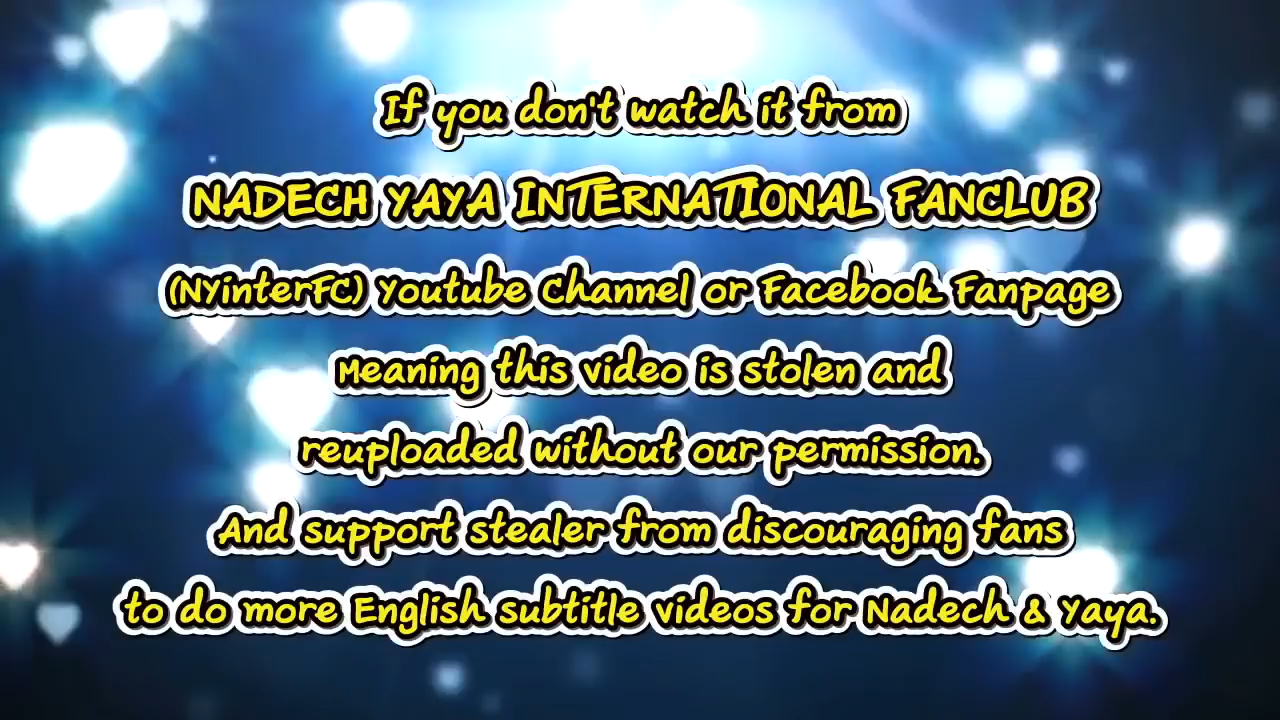 If you don't watch it from
NADECH YAYA INTERNATIONAL FANCLUB
(NYinterFC) Youtube Channel or Facebook Fanpage
Meaning this video is stolen and
reuploaded without our permission.
And support stealer from discouraging fans
to do more English subtitle videos for Nadech & Yaya.